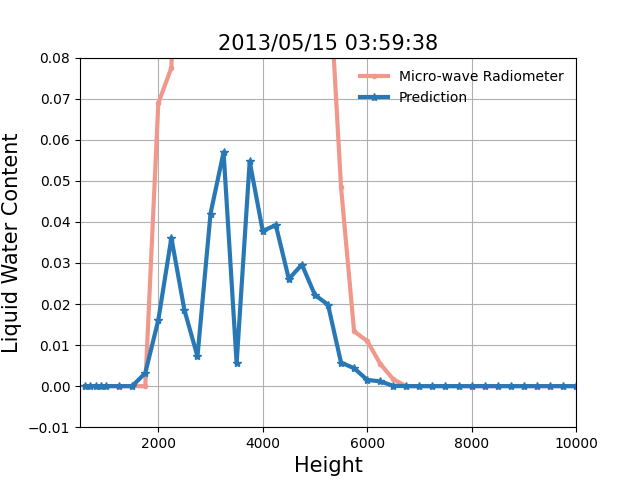 2013/05/15 03:59:38
Micro-wave Radiometer
Prediction
Liquid Water Content
0.08
0.07
0.06
0.05
0.04
0.03
0.02
0.01
0.00
−0.01
2000 4000 6000 8000 10000
Height